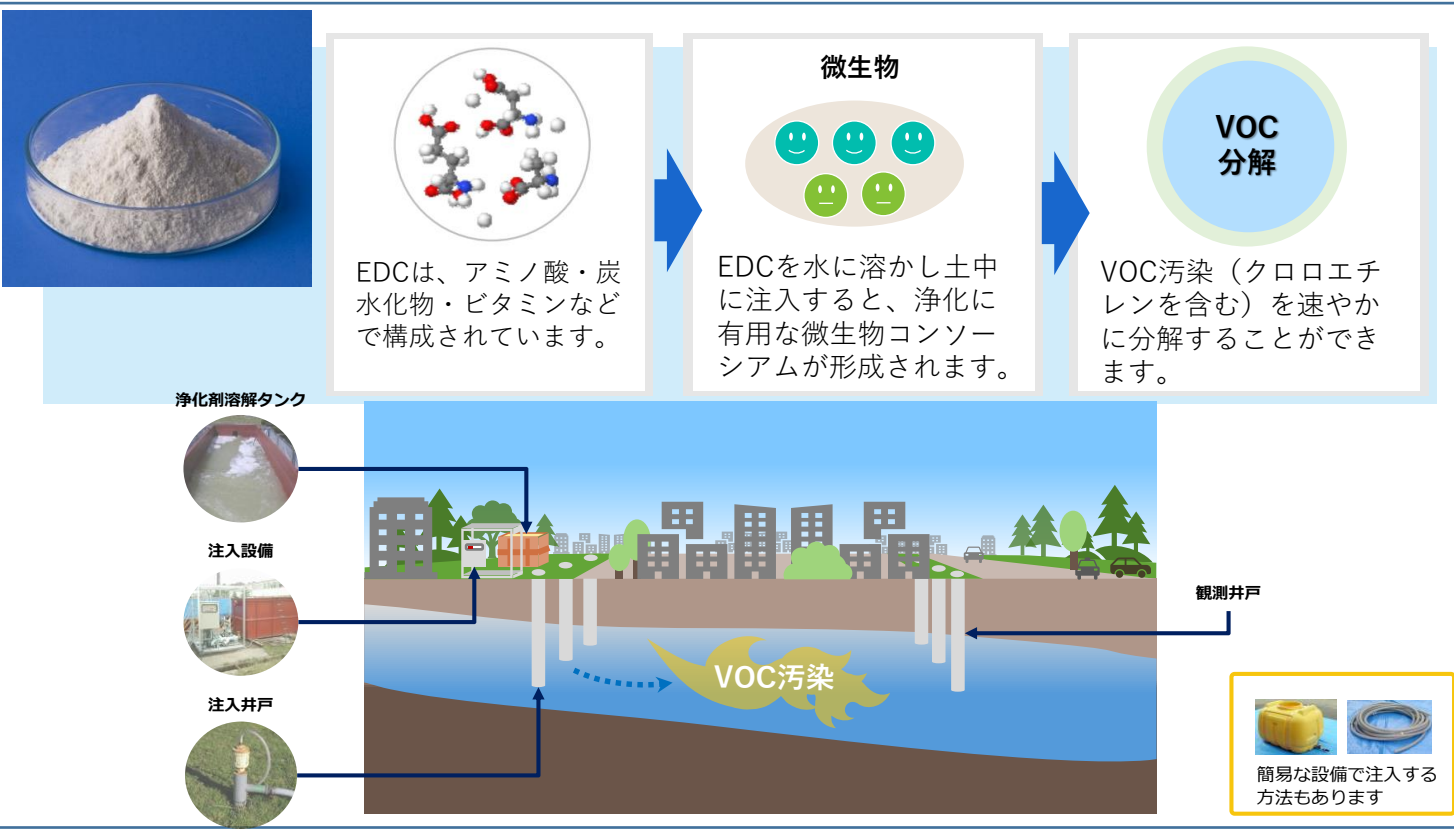 EDCは、アミノ酸・炭
水化物・ビタミンなど
で構成されています。
微生物
EDCを水に溶かし土中
に注入すると、浄化に
有用な微生物コンソー
シアムが形成されます。
VOC
分解
VOC汚染（クロロエチ
レンを含む）を速やか
に分解することができ
ます。
浄化剤溶解タンク
注入設備
注入井戸
VOC汚染
観測井戸
簡易な設備で注入する
方法もあります